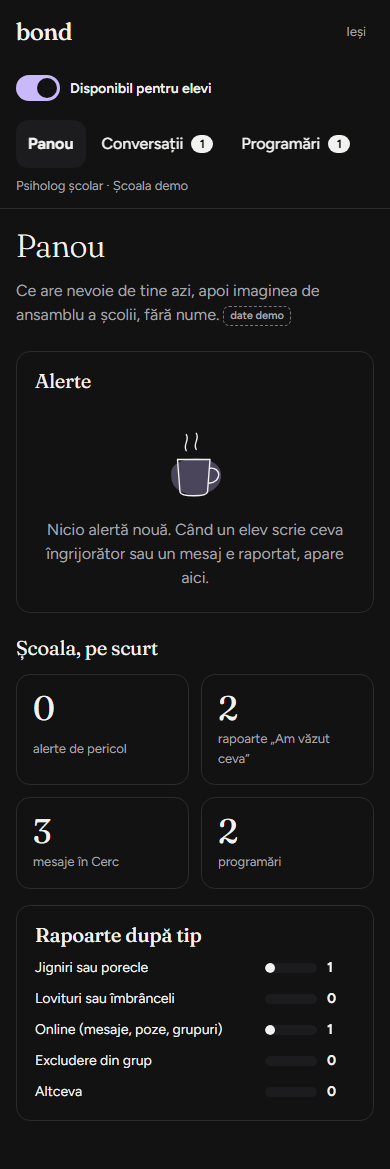 bond
Ieși
Disponibil pentru elevi
Panou
Conversații 1
Programări 1
Psiholog școlar · Școala demo
Panou
Ce are nevoie de tine azi, apoi imaginea de
ansamblu a școlii, fără nume. date demo
Alerte
Nicio alertă nouă. Când un elev scrie ceva
îngrijorător sau un mesaj e raportat, apare
aici.
Școala, pe scurt
0
alerte de pericol
2
rapoarte „Am văzut
ceva”
3
mesaje în Cerc
2
programări
Rapoarte după tip
Jigniri sau porecle 1
Lovituri sau îmbrânceli 0
Online (mesaje, poze, grupuri) 1
Excludere din grup 0
Altceva 0